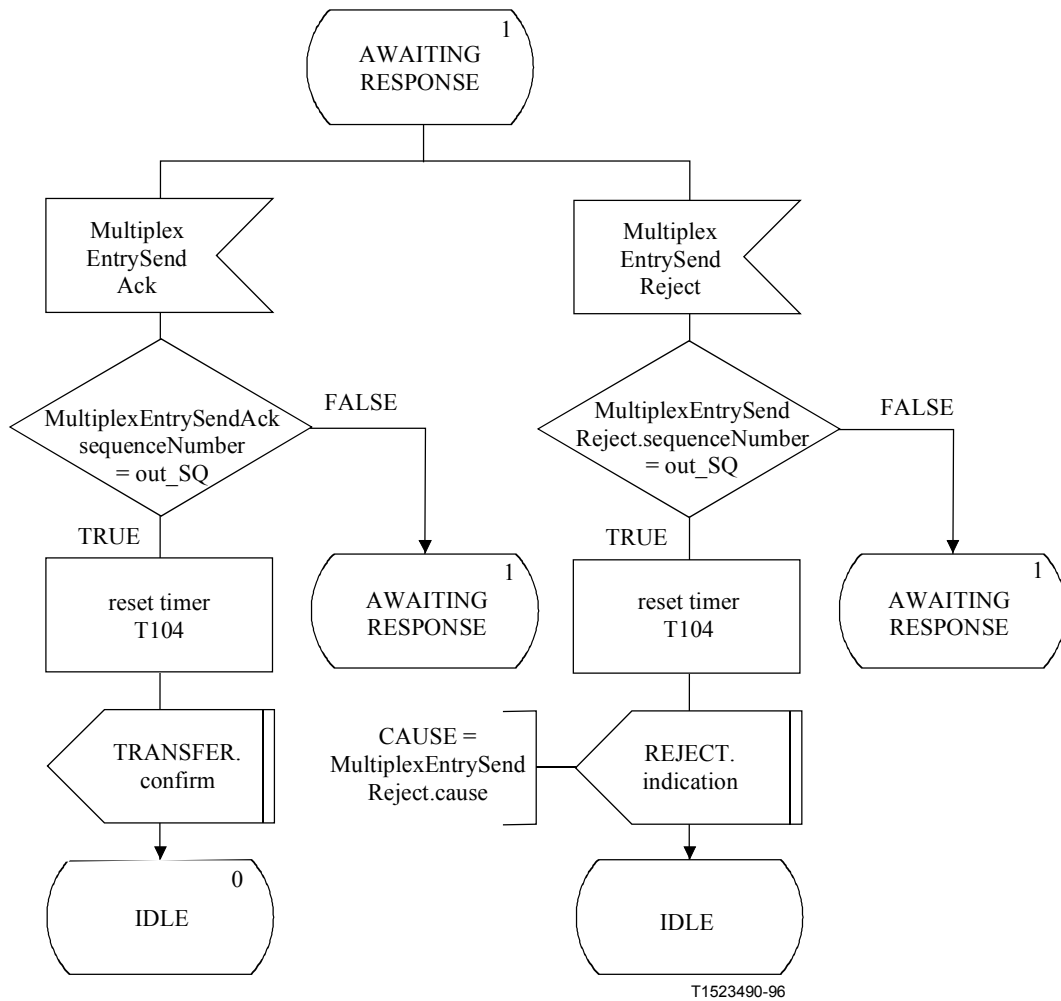 1
AWAITING
RESPONSE
Multiplex
EntrySend
Ack
Multiplex
EntrySend
Reject
MultiplexEntrySendAck
sequenceNumber
= out_SQ
FALSE
TRUE
MultiplexEntrySend
Reject.sequenceNumber
= out_SQ
FALSE
TRUE
reset timer
T104
1
AWAITING
RESPONSE
reset timer
T104
1
AWAITING
RESPONSE
TRANSFER.
confirm
CAUSE =
MultiplexEntrySend
Reject.cause
REJECT.
indication
0
IDLE
IDLE
T1523490-96